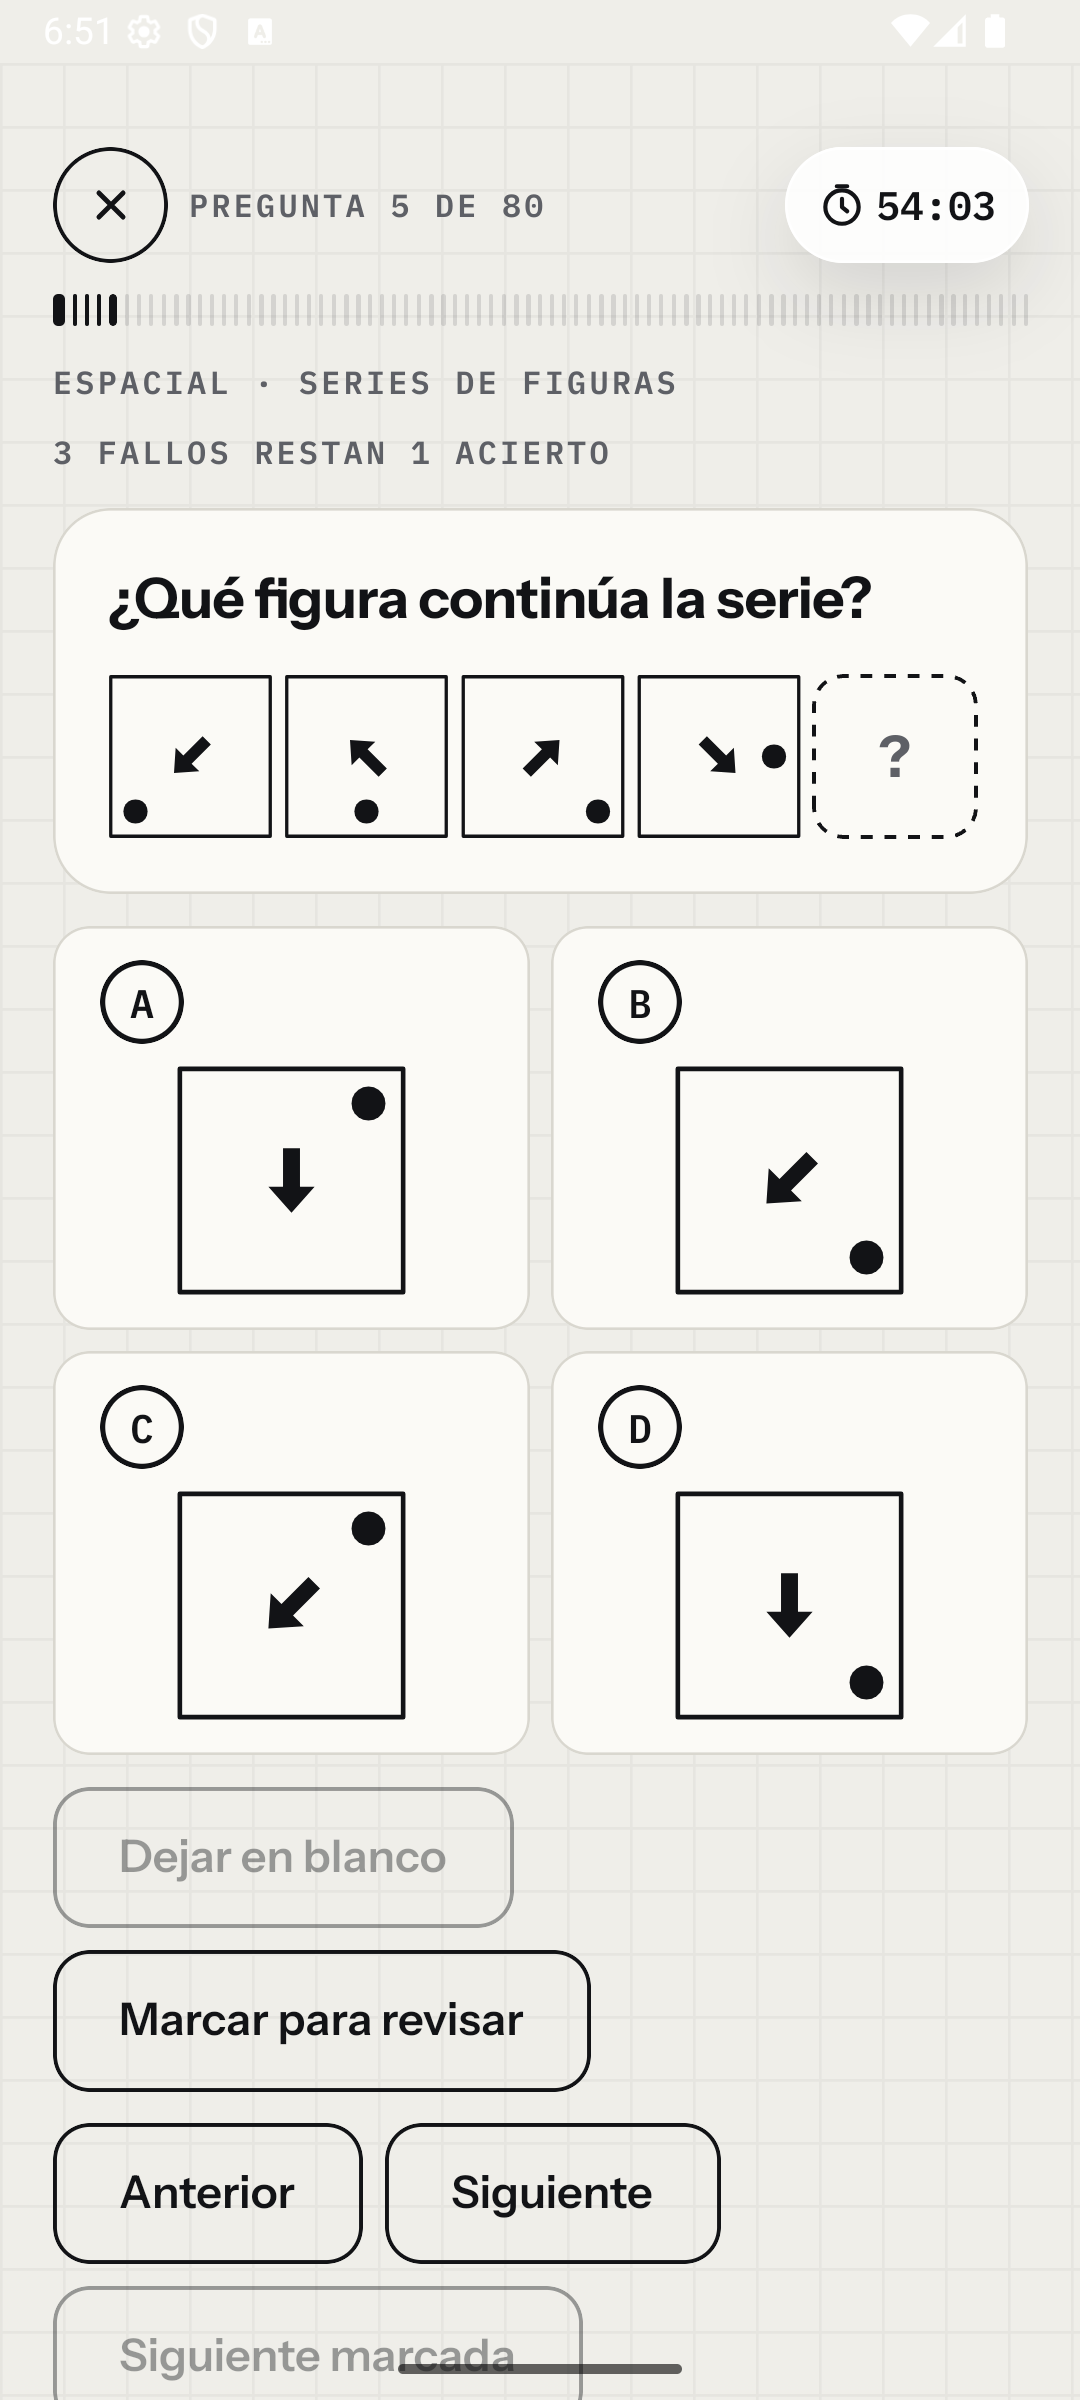 6:51
PREGUNTA 5 DE 80
54:03
ESPACIAL · SERIES DE FIGURAS
3 FALLOS RESTAN 1 ACIERTO
¿Qué figura continúa la serie?
?
A
B
C
D
Dejar en blanco
Marcar para revisar
Anterior
Siguiente
Siguiente marcada